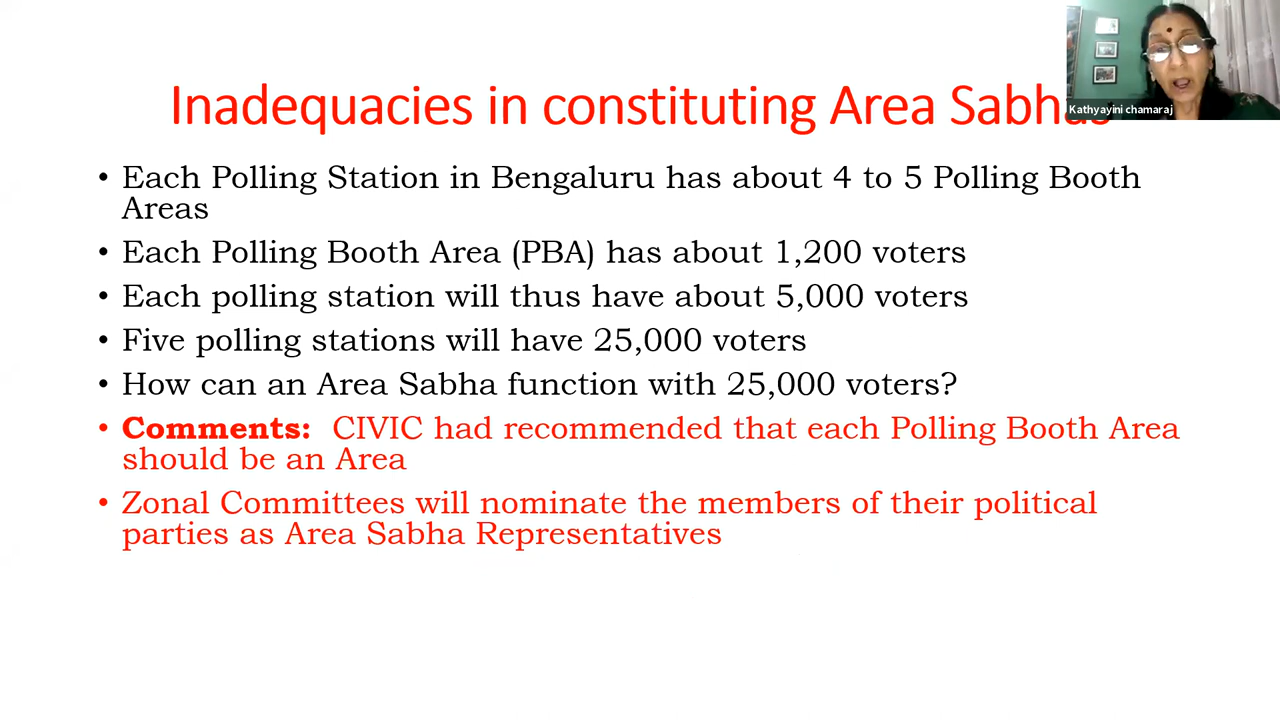 Inadequacies in constituting Area Sabhas
Kathyayini chamaraj
• Each Polling Station in Bengaluru has about 4 to 5 Polling Booth
Areas
• Each Polling Booth Area (PBA) has about 1,200 voters
• Each polling station will thus have about 5,000 voters
• Five polling stations will have 25,000 voters
• How can an Area Sabha function with 25,000 voters?
• Comments: CIVIC had recommended that each Polling Booth Area
should be an Area
• Zonal Committees will nominate the members of their political
parties as Area Sabha Representatives